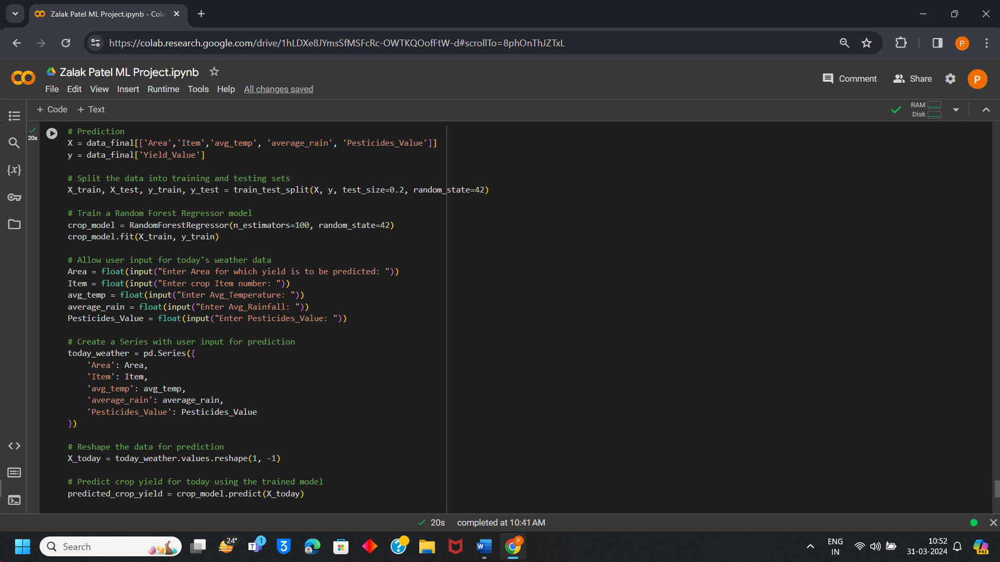 Zalak Patel ML Project.ipynb - Cola
https://colab.research.google.com/drive/1hLDXe8JYmsSfMSFcRc-OWTKQOofFtW-d#scrollTo=8phOnThJZTxL
P
Zalak Patel ML Project.ipynb
Comment
Share
P
File Edit View Insert Runtime Tools Help All changes saved
+ Code + Text
RAM
Disk
20s
{x}
# Prediction
X = data_final[['Area','Item','avg_temp', 'average_rain', 'Pesticides_Value']]
y = data_final['Yield_Value']
# Split the data into training and testing sets
X_train, X_test, y_train, y_test = train_test_split(X, y, test_size=0.2, random_state=42)
# Train a Random Forest Regressor model
crop_model = RandomForestRegressor(n_estimators=100, random_state=42)
crop_model.fit(X_train, y_train)
# Allow user input for today's weather data
Area = float(input("Enter Area for which yield is to be predicted: "))
Item = float(input("Enter crop Item number: "))
avg_temp = float(input("Enter Avg_Temperature: "))
average_rain = float(input("Enter Avg_Rainfall: "))
Pesticides_Value = float(input("Enter Pesticides_Value: "))
# Create a Series with user input for prediction
today_weather = pd.Series({
'Area': Area,
'Item': Item,
'avg_temp': avg_temp,
'average_rain': average_rain,
'Pesticides_Value': Pesticides_Value
})
# Reshape the data for prediction
X_today = today_weather.values.reshape(1, -1)
# Predict crop yield for today using the trained model
predicted_crop_yield = crop_model.predict(X_today)
20s completed at 10:41 AM
Search
24°
1
T
3
?
W
P
ENG
IN
10:52
31-03-2024
PRE